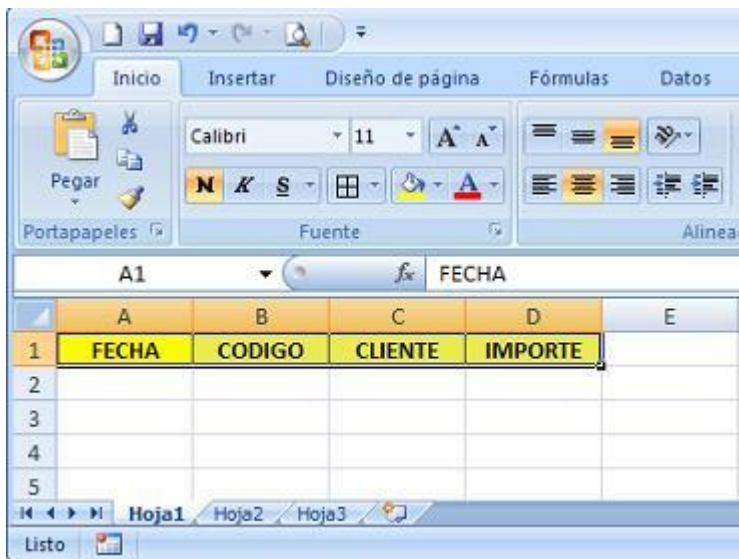 Inicio Insertar Diseño de página Fórmulas Datos
Calibri 11 A A
Pegar N K S A
Portapapeles Fuente Alinea
A1 fx FECHA
A B C D E
1 FECHA CODIGO CLIENTE IMPORTE
2
3
4
5
Hoja1 Hoja2 Hoja3
Listo